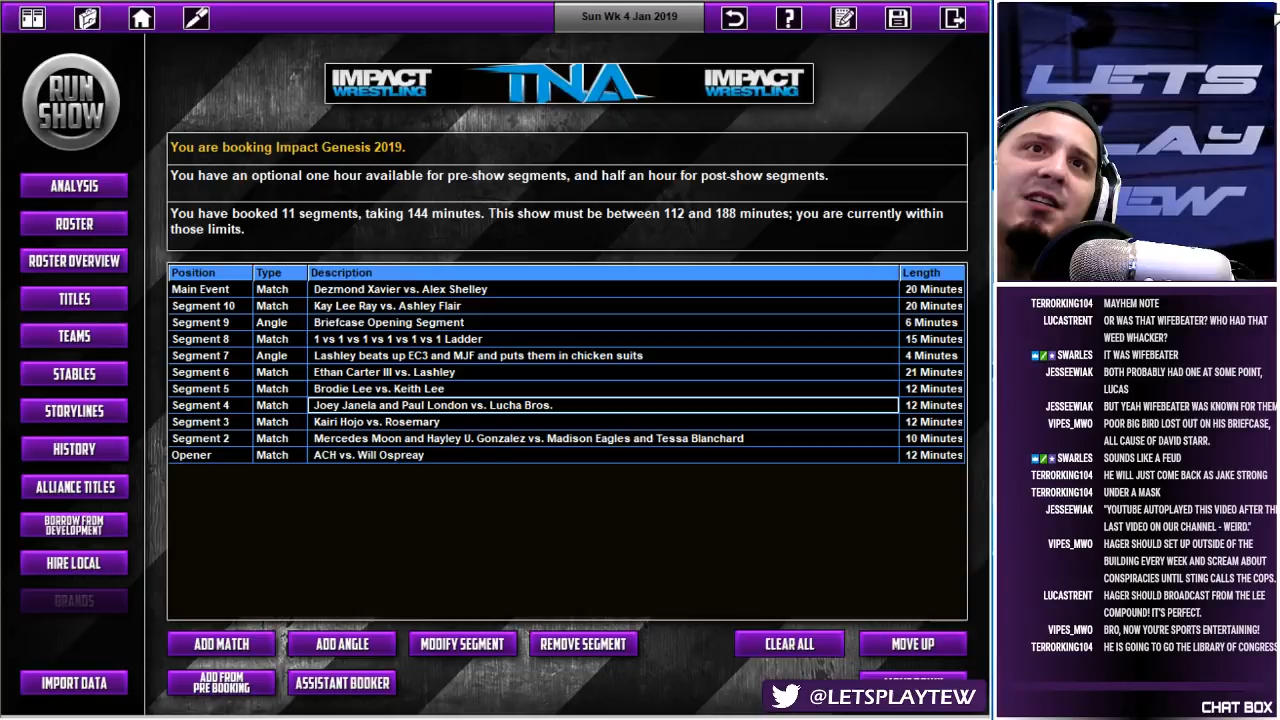 Sun Wk 4 Jan 2019
?
RUN
SHOW
IMPACT
WRESTLING
TNA
IMPACT
WRESTLING
LETS
PLAY
TEW
You are booking Impact Genesis 2019.
You have an optional one hour available for pre-show segments, and half an hour for post-show segments.
You have booked 11 segments, taking 144 minutes. This show must be between 112 and 188 minutes; you are currently within
those limits.
ANALYSIS
ROSTER
ROSTER OVERVIEW
TITLES
TEAMS
STABLES
STORYLINES
HISTORY
ALLIANCE TITLES
BORROW FROM
DEVELOPMENT
HIRE LOCAL
BRANDS
IMPORT DATA
Position Type Description Length
Main Event Match Dezmond Xavier vs. Alex Shelley 20 Minutes
Segment 10 Match Kay Lee Ray vs. Ashley Flair 20 Minutes
Segment 9 Angle Briefcase Opening Segment 6 Minutes
Segment 8 Match 1 vs 1 vs 1 vs 1 vs 1 vs 1 Ladder 15 Minutes
Segment 7 Angle Lashley beats up EC3 and MJF and puts them in chicken suits 4 Minutes
Segment 6 Match Ethan Carter III vs. Lashley 21 Minutes
Segment 5 Match Brodie Lee vs. Keith Lee 12 Minutes
Segment 4 Match Joey Janela and Paul London vs. Lucha Bros. 12 Minutes
Segment 3 Match Kairi Hojo vs. Rosemary 12 Minutes
Segment 2 Match Mercedes Moon and Hayley U. Gonzalez vs. Madison Eagles and Tessa Blanchard 10 Minutes
Opener Match ACH vs. Will Ospreay 12 Minutes
ADD MATCH ADD ANGLE MODIFY SEGMENT REMOVE SEGMENT CLEAR ALL MOVE UP
ADD FROM
PRE BOOKING
ASSISTANT BOOKER
@LETSPLAYTEW
TERRORKING104 MAYHEM NOTE
LUCASTRENT OR WAS THAT WIFEBEATER? WHO HAD THAT
WEED WHACKER?
SWARLES IT WAS WIFEBEATER
JESSEEWIAK BOTH PROBABLY HAD ONE AT SOME POINT,
LUCAS
JESSEEWIAK BUT YEAH WIFEBEATER WAS KNOWN FOR THEM
VIPES_MWO POOR BIG BIRD LOST OUT ON HIS BRIEFCASE,
ALL CAUSE OF DAVID STARR.
SWARLES SOUNDS LIKE A FEUD
TERRORKING104 HE WILL JUST COME BACK AS JAKE STRONG
TERRORKING104 UNDER A MASK
JESSEEWIAK "YOUTUBE AUTOPLAYED THIS VIDEO AFTER THE
LAST VIDEO ON OUR CHANNEL - WEIRD."
VIPES_MWO HAGER SHOULD SET UP OUTSIDE OF THE
BUILDING EVERY WEEK AND SCREAM ABOUT
CONSPIRACIES UNTIL STING CALLS THE COPS.
LUCASTRENT HAGER SHOULD BROADCAST FROM THE LEE
COMPOUND! IT'S PERFECT.
VIPES_MWO BRO, NOW YOU'RE SPORTS ENTERTAINING!
TERRORKING104 HE IS GOING TO GO THE LIBRARY OF CONGRESS
CHAT BOX